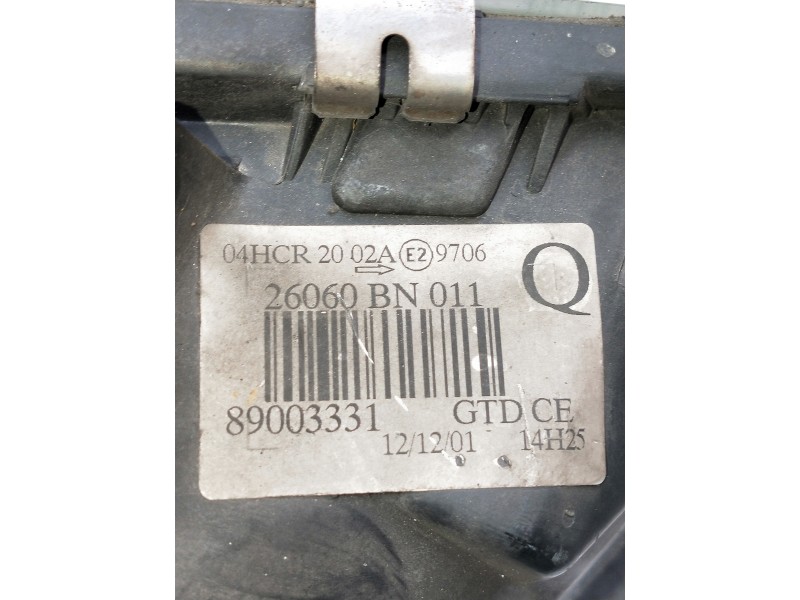 04HCR 20 02A E2 9706
Q
26060 BN 011
89003331 GTD CE
12/12/01 14H25